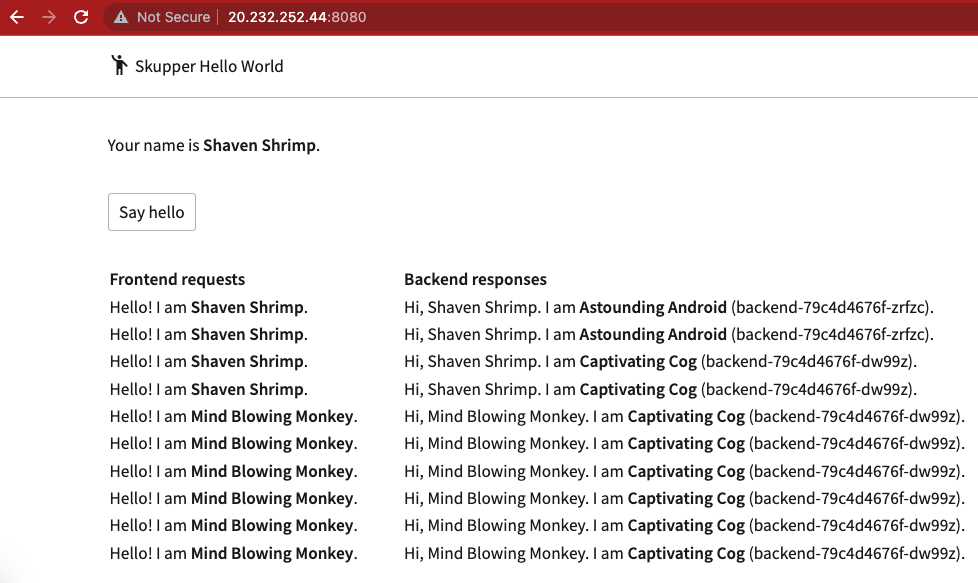 Not Secure 20.232.252.44:8080
Skupper Hello World
Your name is Shaven Shrimp.
Say hello
Frontend requests Backend responses
Hello! I am Shaven Shrimp. Hi, Shaven Shrimp. I am Astounding Android (backend-79c4d4676f-zrfzc).
Hello! I am Shaven Shrimp. Hi, Shaven Shrimp. I am Astounding Android (backend-79c4d4676f-zrfzc).
Hello! I am Shaven Shrimp. Hi, Shaven Shrimp. I am Captivating Cog (backend-79c4d4676f-dw99z).
Hello! I am Shaven Shrimp. Hi, Shaven Shrimp. I am Captivating Cog (backend-79c4d4676f-dw99z).
Hello! I am Mind Blowing Monkey. Hi, Mind Blowing Monkey. I am Captivating Cog (backend-79c4d4676f-dw99z).
Hello! I am Mind Blowing Monkey. Hi, Mind Blowing Monkey. I am Captivating Cog (backend-79c4d4676f-dw99z).
Hello! I am Mind Blowing Monkey. Hi, Mind Blowing Monkey. I am Captivating Cog (backend-79c4d4676f-dw99z).
Hello! I am Mind Blowing Monkey. Hi, Mind Blowing Monkey. I am Captivating Cog (backend-79c4d4676f-dw99z).
Hello! I am Mind Blowing Monkey. Hi, Mind Blowing Monkey. I am Captivating Cog (backend-79c4d4676f-dw99z).
Hello! I am Mind Blowing Monkey. Hi, Mind Blowing Monkey. I am Captivating Cog (backend-79c4d4676f-dw99z).